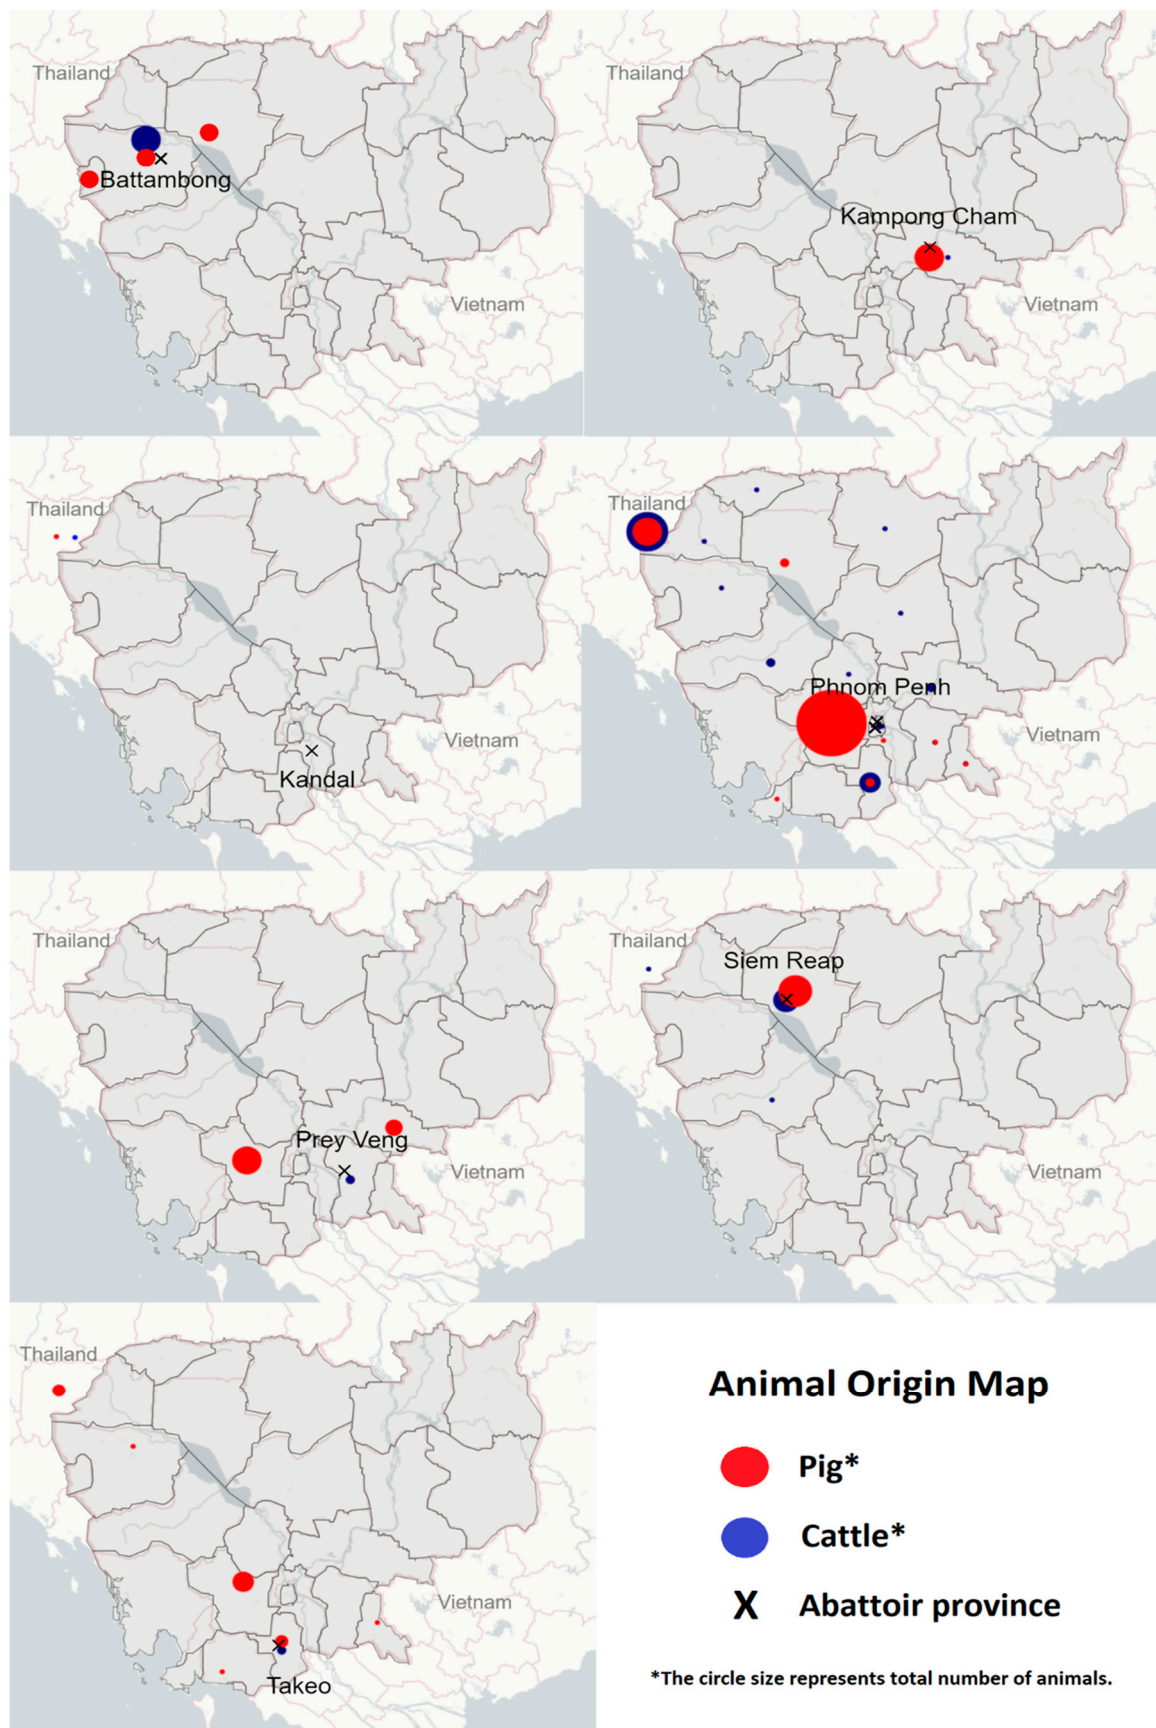 Thailand
Battambong
Vietnam
Thailand
Kampong Cham
Vietnam
Thailand
Vietnam
Kandal
Thailand
Phnom Penh
Vietnam
Thailand
Prey Veng
Vietnam
Thailand
Siem Reap
Vietnam
Thailand
Vietnam
Takeo
Animal Origin Map
Pig*
Cattle*
X Abattoir province
*The circle size represents total number of animals.